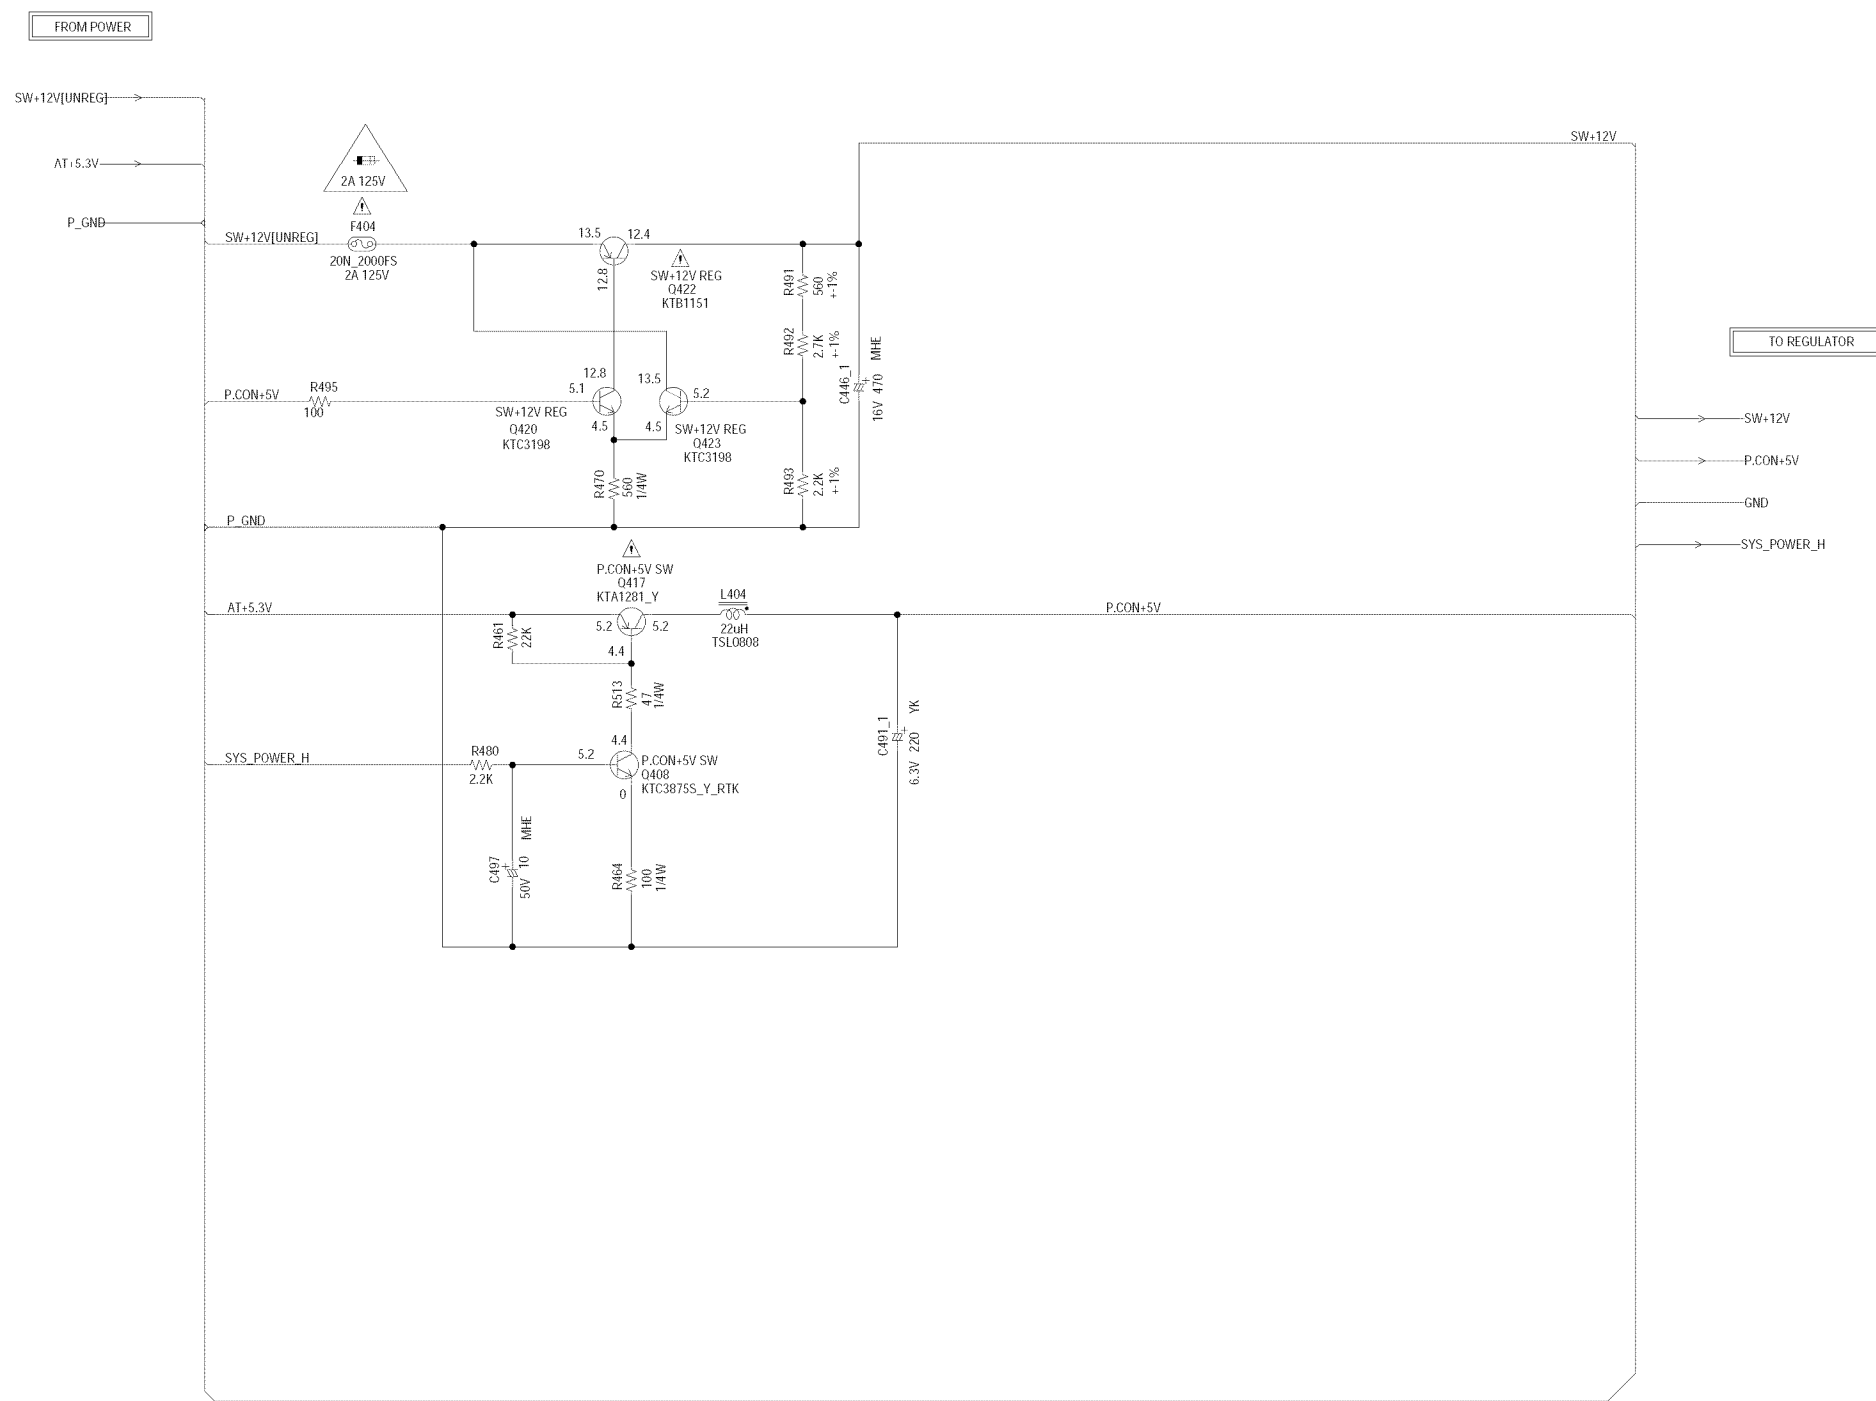 FROM POWER
SW+12V[UNREG]
AT+5.3V
P_GND
2A 125V
F404
SW+12V[UNREG]
20N_2000FS
2A 125V
13.5
12.4
12.8
SW+12V REG
Q422
KTB1151
R491
560
+-1%
R492
2.7K
+-1%
SW+12V
C446_1
16V 470 MHE
TO REGULATOR
P.CON+5V
R495
100
12.8
5.1
4.5
SW+12V REG
Q420
KTC3198
13.5
5.2
4.5
SW+12V REG
Q423
KTC3198
R470
560
1/4W
R493
2.2K
+-1%
SW+12V
P.CON+5V
GND
SYS_POWER_H
P_GND
P.CON+5V SW
Q417
KTA1281_Y
AT+5.3V
R461
22K
5.2
5.2
4.4
L404
22uH
TSL0808
P.CON+5V
R513
47
1/4W
C491_1
6.3V 220 YK
SYS_POWER_H
R480
2.2K
5.2
4.4
0
P.CON+5V SW
Q408
KTC3875S_Y_RTK
C497
50V 10 MHE
R464
100
1/4W